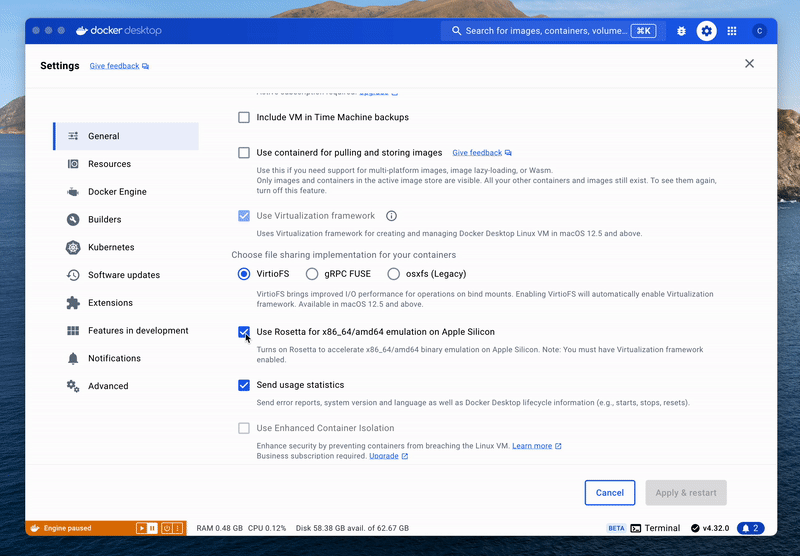 docker desktop
Search for images, containers, volume... ⌘K
C
Settings
Give feedback
Active subscription required. Upgrade
General
Resources
Docker Engine
Builders
Kubernetes
Software updates
Extensions
Features in development
Notifications
Advanced
Include VM in Time Machine backups
Use containerd for pulling and storing images Give feedback
Use this if you need support for multi-platform images, image lazy-loading, or Wasm.
Only images and containers in the active image store are visible. All your other containers and images still exist. To see them again,
turn off this feature.
Use Virtualization framework
Uses Virtualization framework for creating and managing Docker Desktop Linux VM in macOS 12.5 and above.
Choose file sharing implementation for your containers
VirtioFS gRPC FUSE osxfs (Legacy)
VirtioFS brings improved I/O performance for operations on bind mounts. Enabling VirtioFS will automatically enable Virtualization
framework. Available in macOS 12.5 and above.
Use Rosetta for x86_64/amd64 emulation on Apple Silicon
Turns on Rosetta to accelerate x86_64/amd64 binary emulation on Apple Silicon. Note: You must have Virtualization framework
enabled.
Send usage statistics
Send error reports, system version and language as well as Docker Desktop lifecycle information (e.g., starts, stops, resets).
Use Enhanced Container Isolation
Enhance security by preventing containers from breaching the Linux VM. Learn more
Business subscription required. Upgrade
Cancel
Apply & restart
Engine paused
RAM 0.48 GB CPU 0.12% Disk 58.38 GB avail. of 62.67 GB
BETA Terminal v4.32.0 2